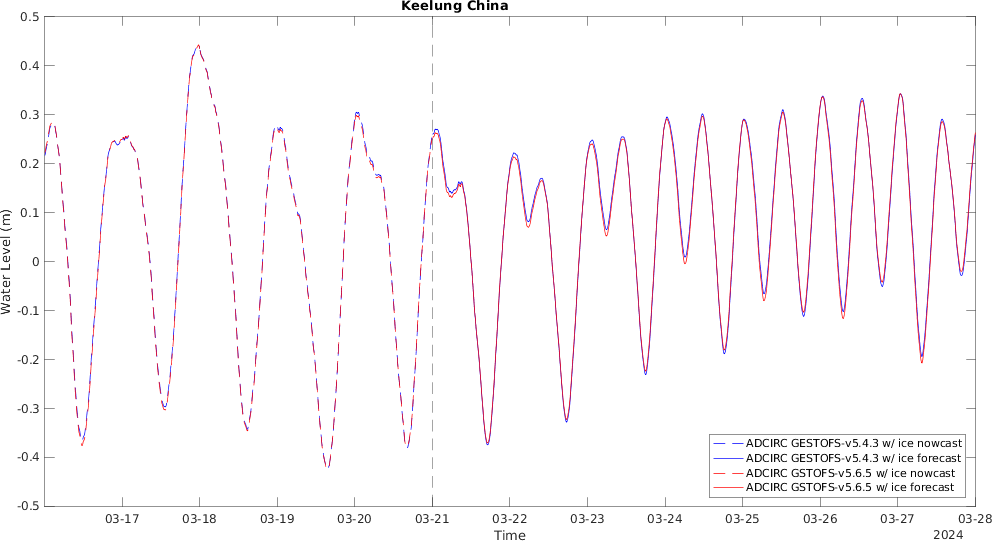 Keelung China
0.5
0.4
0.3
0.2
0.1
0
-0.1
-0.2
-0.3
-0.4
-0.5
Water Level (m)
ADCIRC GESTOFS-v5.4.3 w/ ice nowcast
ADCIRC GESTOFS-v5.4.3 w/ ice forecast
ADCIRC GSTOFS-v5.6.5 w/ ice nowcast
ADCIRC GSTOFS-v5.6.5 w/ ice forecast
03-17 03-18 03-19 03-20 03-21 03-22 03-23 03-24 03-25 03-26 03-27 03-28
Time
2024